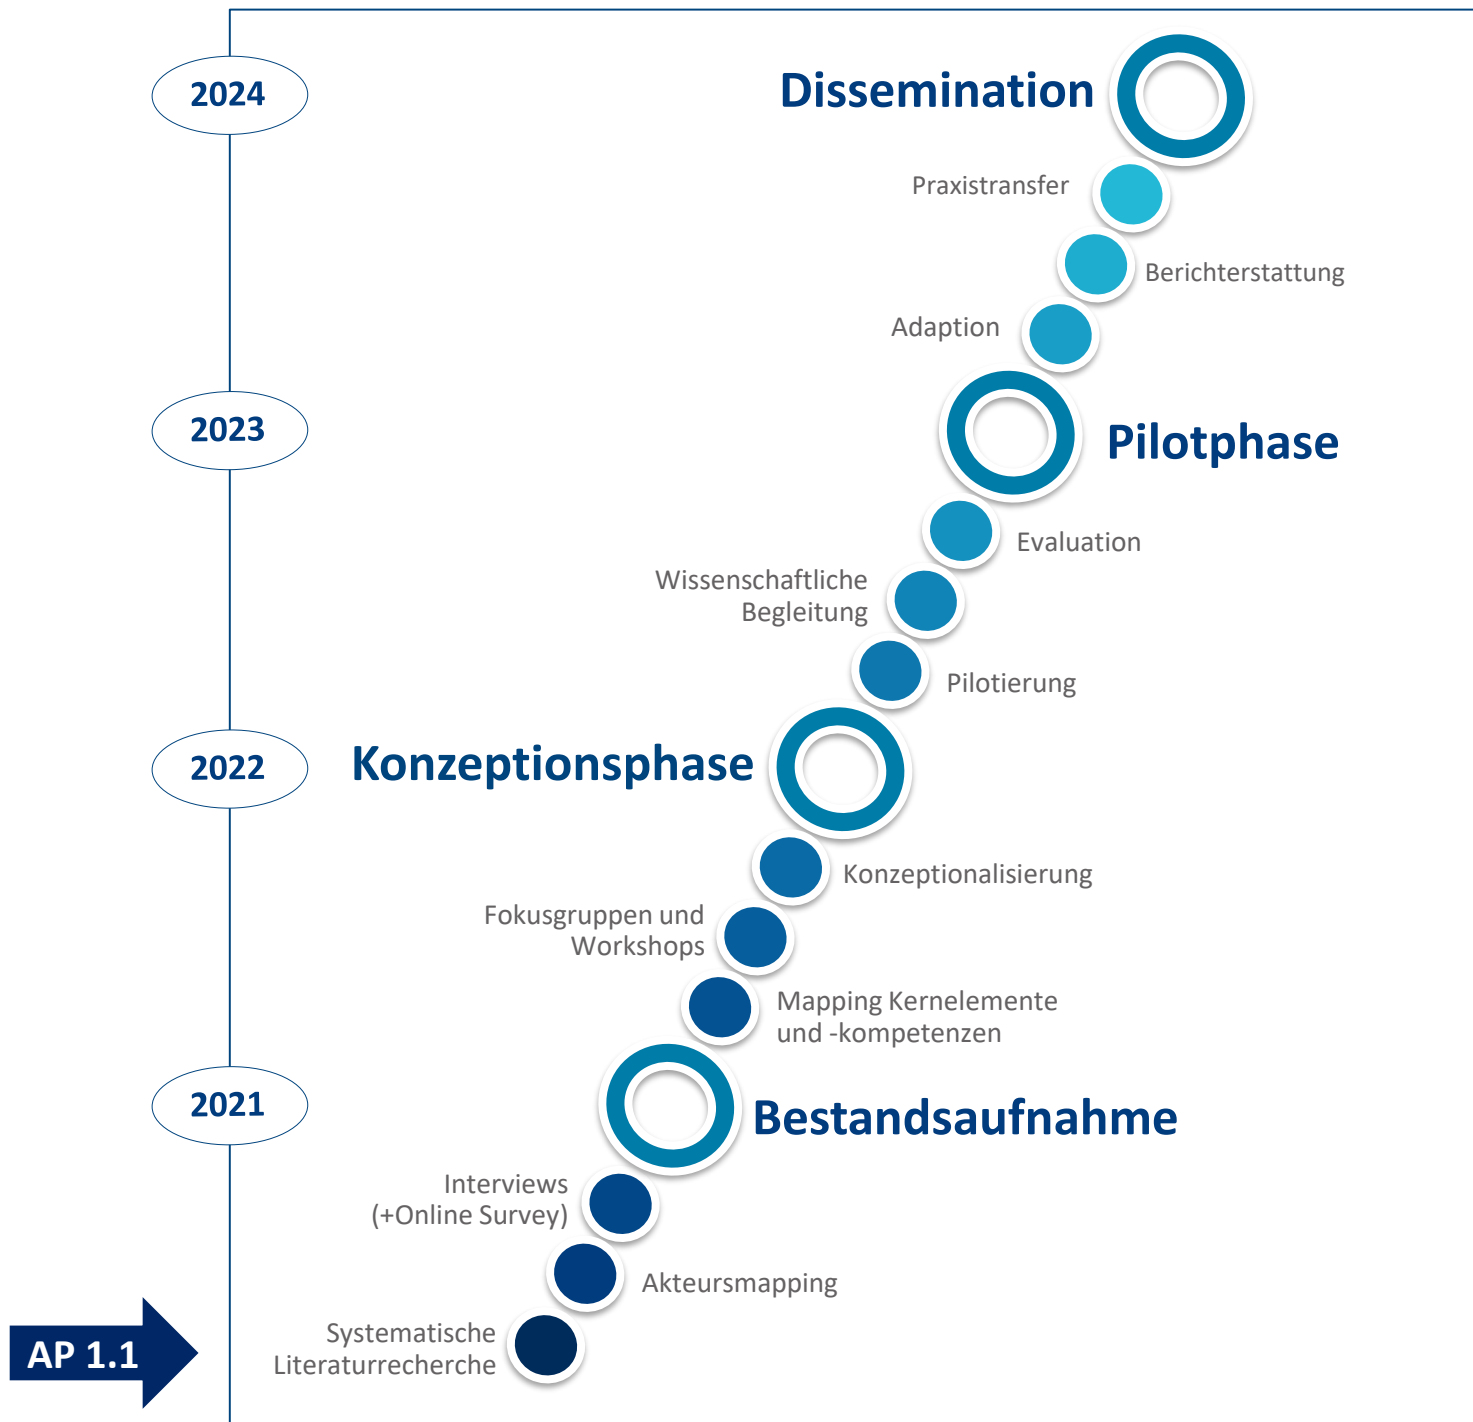 2024
Dissemination
Praxistransfer
Berichterstattung
Adaption
2023
Pilotphase
Evaluation
Wissenschaftliche
Begleitung
Pilotierung
2022
Konzeptionsphase
Konzeptionalisierung
Fokusgruppen und
Workshops
Mapping Kernelemente
und -kompetenzen
2021
Bestandsaufnahme
Interviews
(+Online Survey)
Akteursmapping
Systematische
Literaturrecherche
AP 1.1